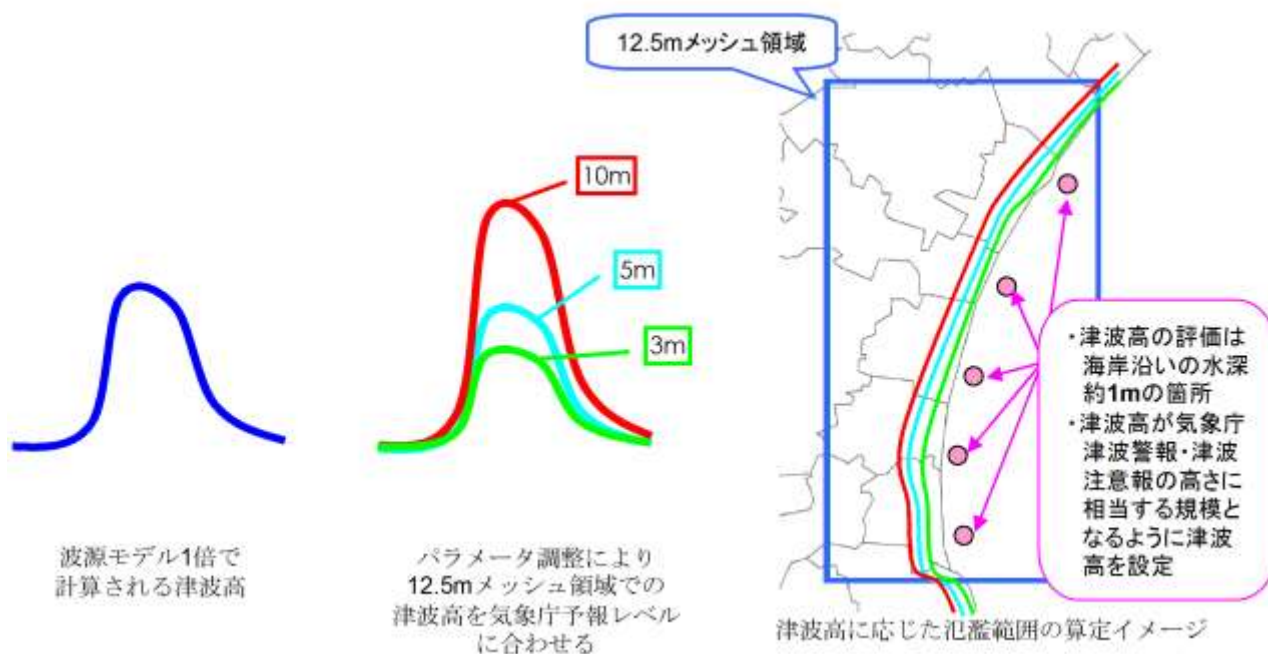 12.5mメッシュ領域
10m
5m
3m
・津波高の評価は
海岸沿いの水深
約1mの箇所
・津波高が気象庁
津波警報・津波
注意報の高さに
相当する規模と
なるように津波
高を設定
波源モデル1倍で
計算される津波高
パラメータ調整により
12.5mメッシュ領域での
津波高を気象庁予報レベル
に合わせる
津波高に応じた氾濫範囲の算定イメージ